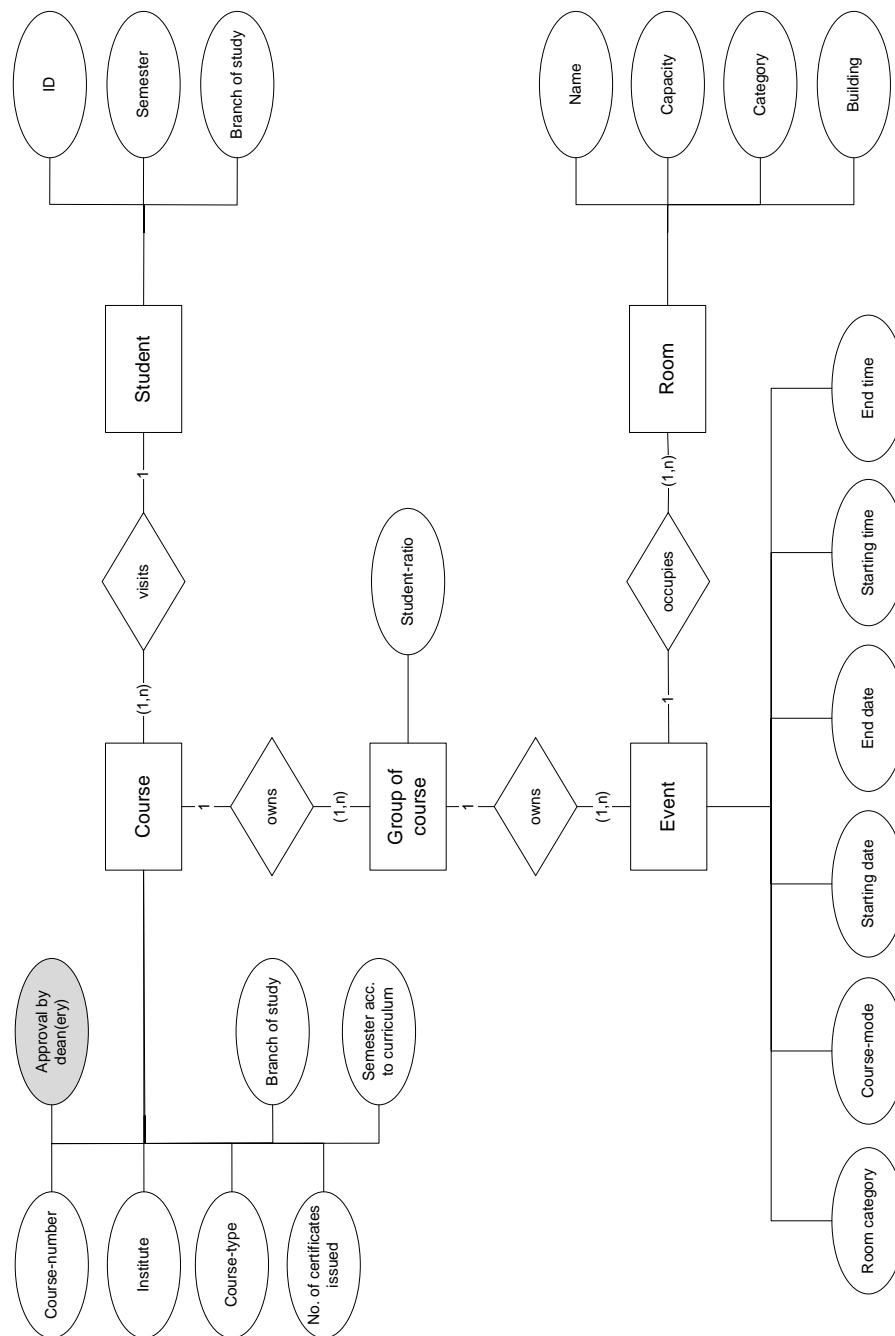 Course-number
Institute
Course-type
No. of certificates
issued
Approval by
dean(ery)
Branch of study
Semester acc.
to curriculum
Course
(1,n)
visits
1
Student
ID
Semester
Branch of study
1
owns
(1,n)
Group of
course
Student-ratio
1
owns
(1,n)
Event
1
occupies
(1,n)
Room
Name
Capacity
Category
Building
Room category
Course-mode
Starting date
End date
Starting time
End time